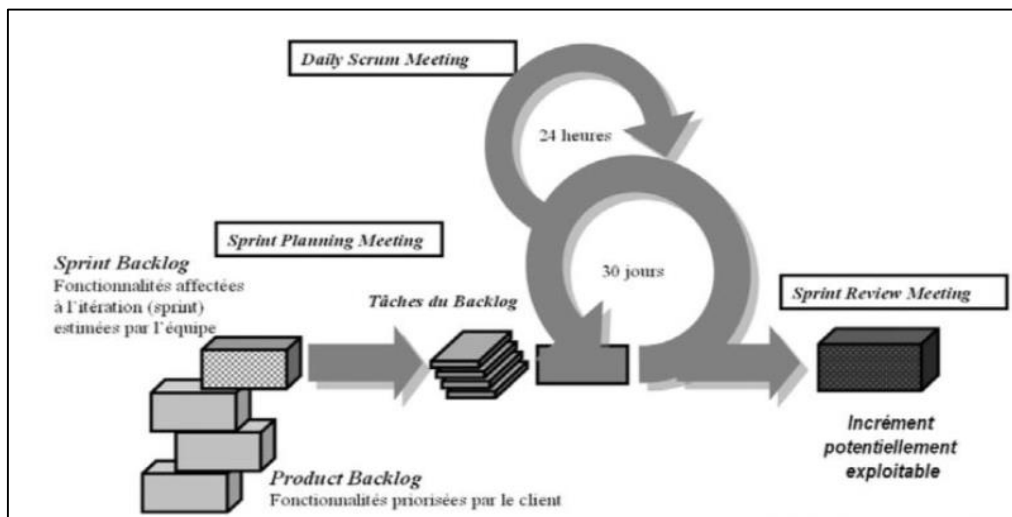 Daily Scrum Meeting
24 heures
Sprint Planning Meeting
Sprint Backlog
Fonctionnalités affectées
à l'itération (sprint)
estimées par l'équipe
30 jours
Tâches du Backlog
Sprint Review Meeting
Incrément
potentiellement
exploitable
Product Backlog
Fonctionnalités priorisées par le client